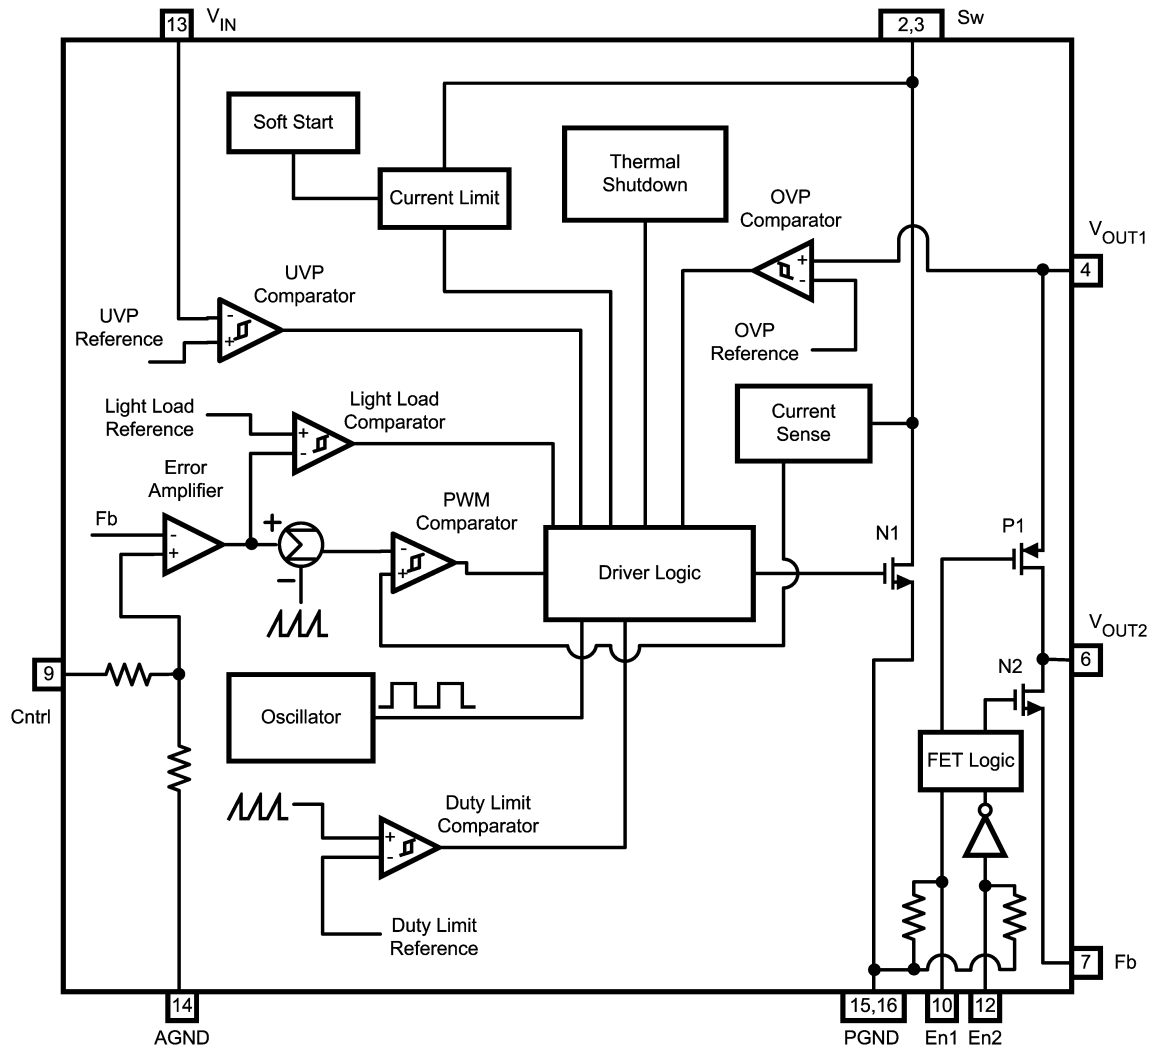 13
VIN
2,3
Sw
Soft Start
Thermal
Shutdown
Current Limit
OVP
Comparator
+
-
VOUT1
4
UVP
Comparator
UVP
Reference
-
+
OVP
Reference
Light Load
Reference
+
-
Light Load
Comparator
Current
Sense
Error
Amplifier
Fb
-
+
+
−
PWM
Comparator
-
+
Driver Logic
N1
P1
VOUT2
6
N2
9
Cntrl
Oscillator
FET Logic
Duty Limit
Comparator
+
-
Duty Limit
Reference
7
Fb
14
AGND
15,16
PGND
10
En1
12
En2